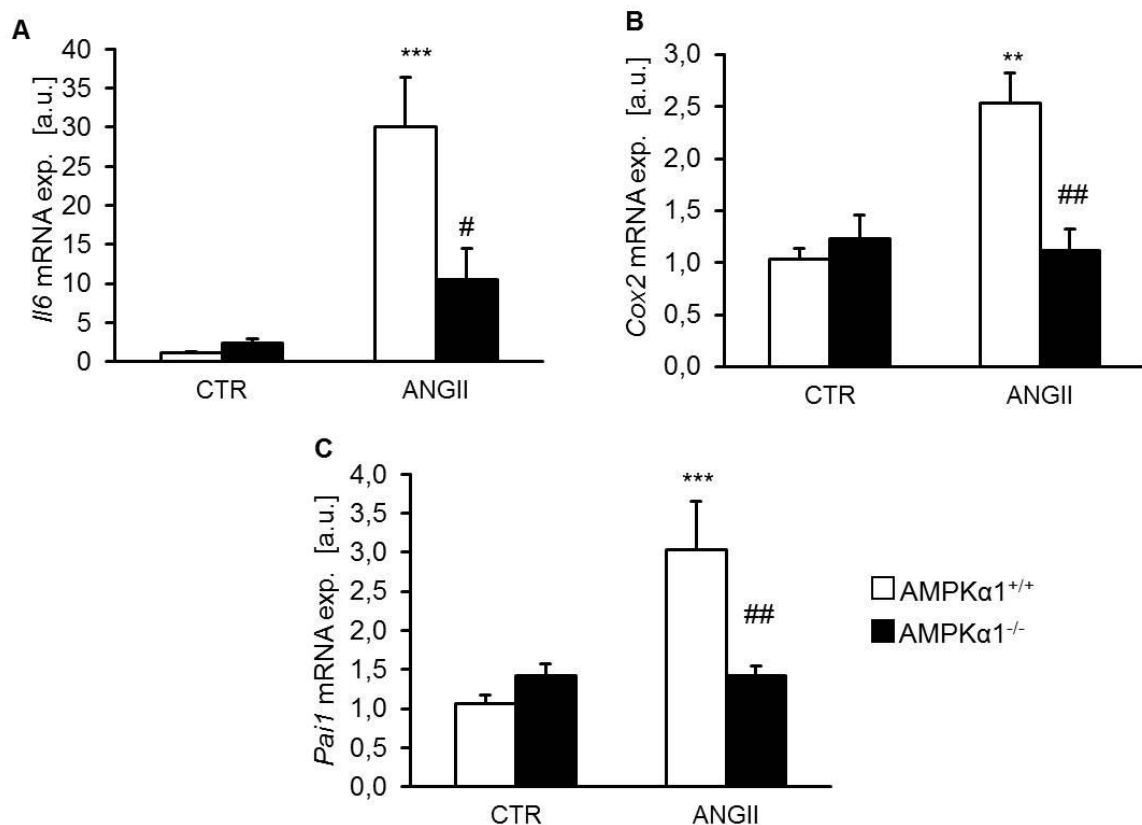 A
Il6 mRNA exp. [a.u.]
40
35
30
25
20
15
10
5
0
***
#
CTR ANGII
B
Cox2 mRNA exp. [a.u.]
3,0
2,5
2,0
1,5
1,0
0,5
0,0
**
##
CTR ANGII
C
Pai1 mRNA exp. [a.u.]
4,0
3,5
3,0
2,5
2,0
1,5
1,0
0,5
0,0
***
##
CTR ANGII
AMPKα1+/+
AMPKα1-/-